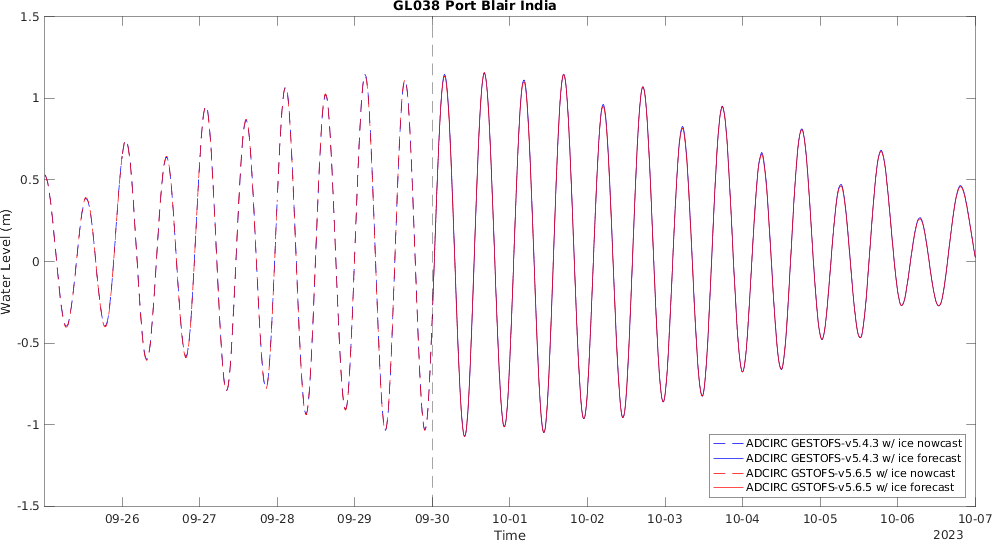 GL038 Port Blair India
Water Level (m)
1.5
1
0.5
0
-0.5
-1
-1.5
ADCIRC GESTOFS-v5.4.3 w/ ice nowcast
ADCIRC GESTOFS-v5.4.3 w/ ice forecast
ADCIRC GSTOFS-v5.6.5 w/ ice nowcast
ADCIRC GSTOFS-v5.6.5 w/ ice forecast
09-26 09-27 09-28 09-29 09-30 10-01 10-02 10-03 10-04 10-05 10-06 10-07
Time
2023